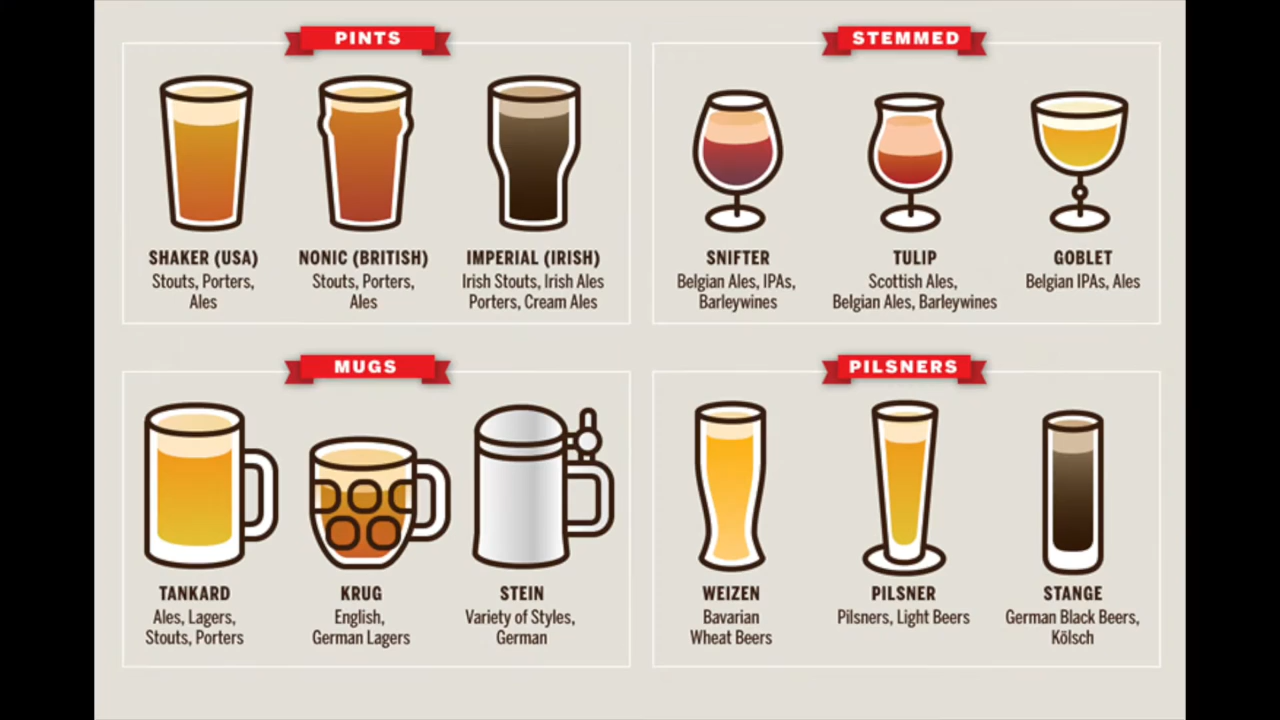 PINTS
SHAKER (USA)
Stouts, Porters,
Ales
NONIC (BRITISH)
Stouts, Porters,
Ales
IMPERIAL (IRISH)
Irish Stouts, Irish Ales
Porters, Cream Ales
STEMMED
SNIFTER
Belgian Ales, IPAs,
Barleywines
TULIP
Scottish Ales,
Belgian Ales, Barleywines
GOBLET
Belgian IPAs, Ales
MUGS
TANKARD
Ales, Lagers,
Stouts, Porters
KRUG
English,
German Lagers
STEIN
Variety of Styles,
German
PILSNERS
WEIZEN
Bavarian
Wheat Beers
PILSNER
Pilsners, Light Beers
STANGE
German Black Beers,
Kölsch